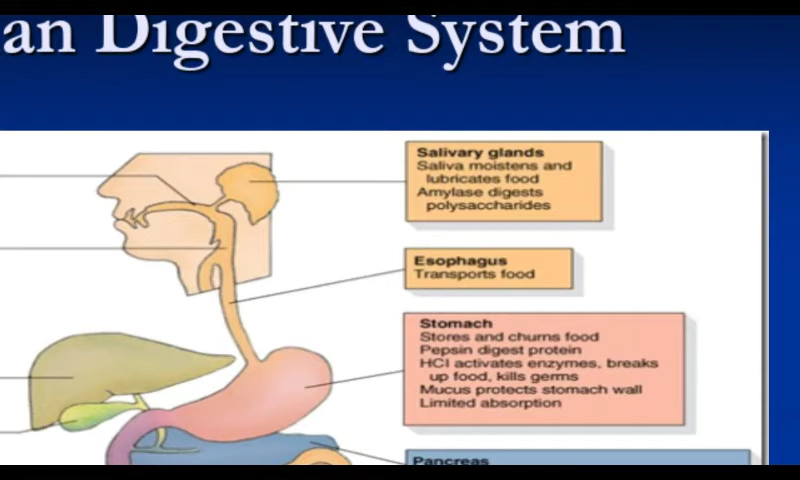 an Digestive System
Salivary glands
Saliva moistens and
lubricates food
Amylase digests
polysaccharides
Esophagus
Transports food
Stomach
Stores and churns food
Pepsin digest protein
HCl activates enzymes, breaks
up food, kills germs
Mucus protects stomach wall
Limited absorption
Pancreas